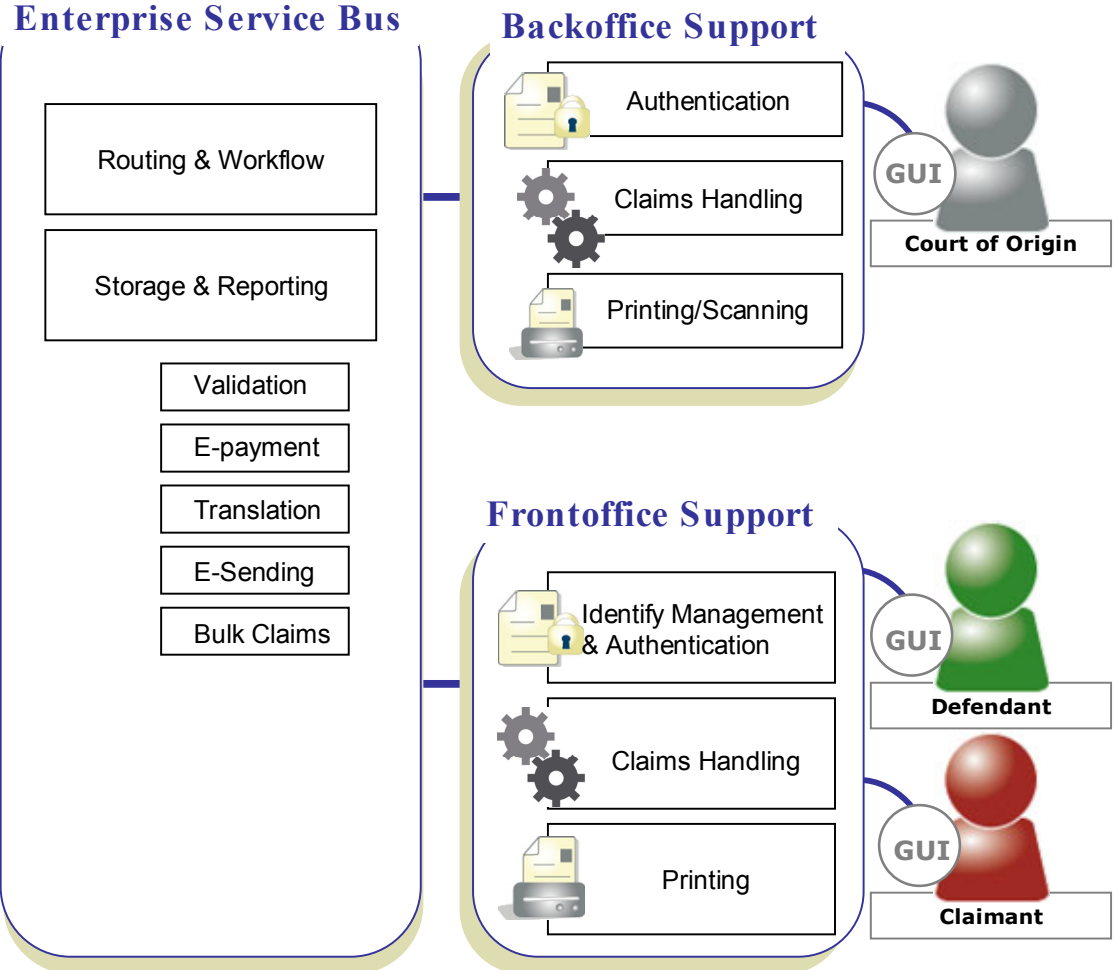 Enterprise Service Bus
Routing & Workflow
Storage & Reporting
Validation
E-payment
Translation
E-Sending
Bulk Claims
Backoffice Support
Authentication
Claims Handling
Printing/Scanning
GUI
Court of Origin
Frontoffice Support
Identify Management
& Authentication
Claims Handling
Printing
GUI
Defendant
GUI
Claimant